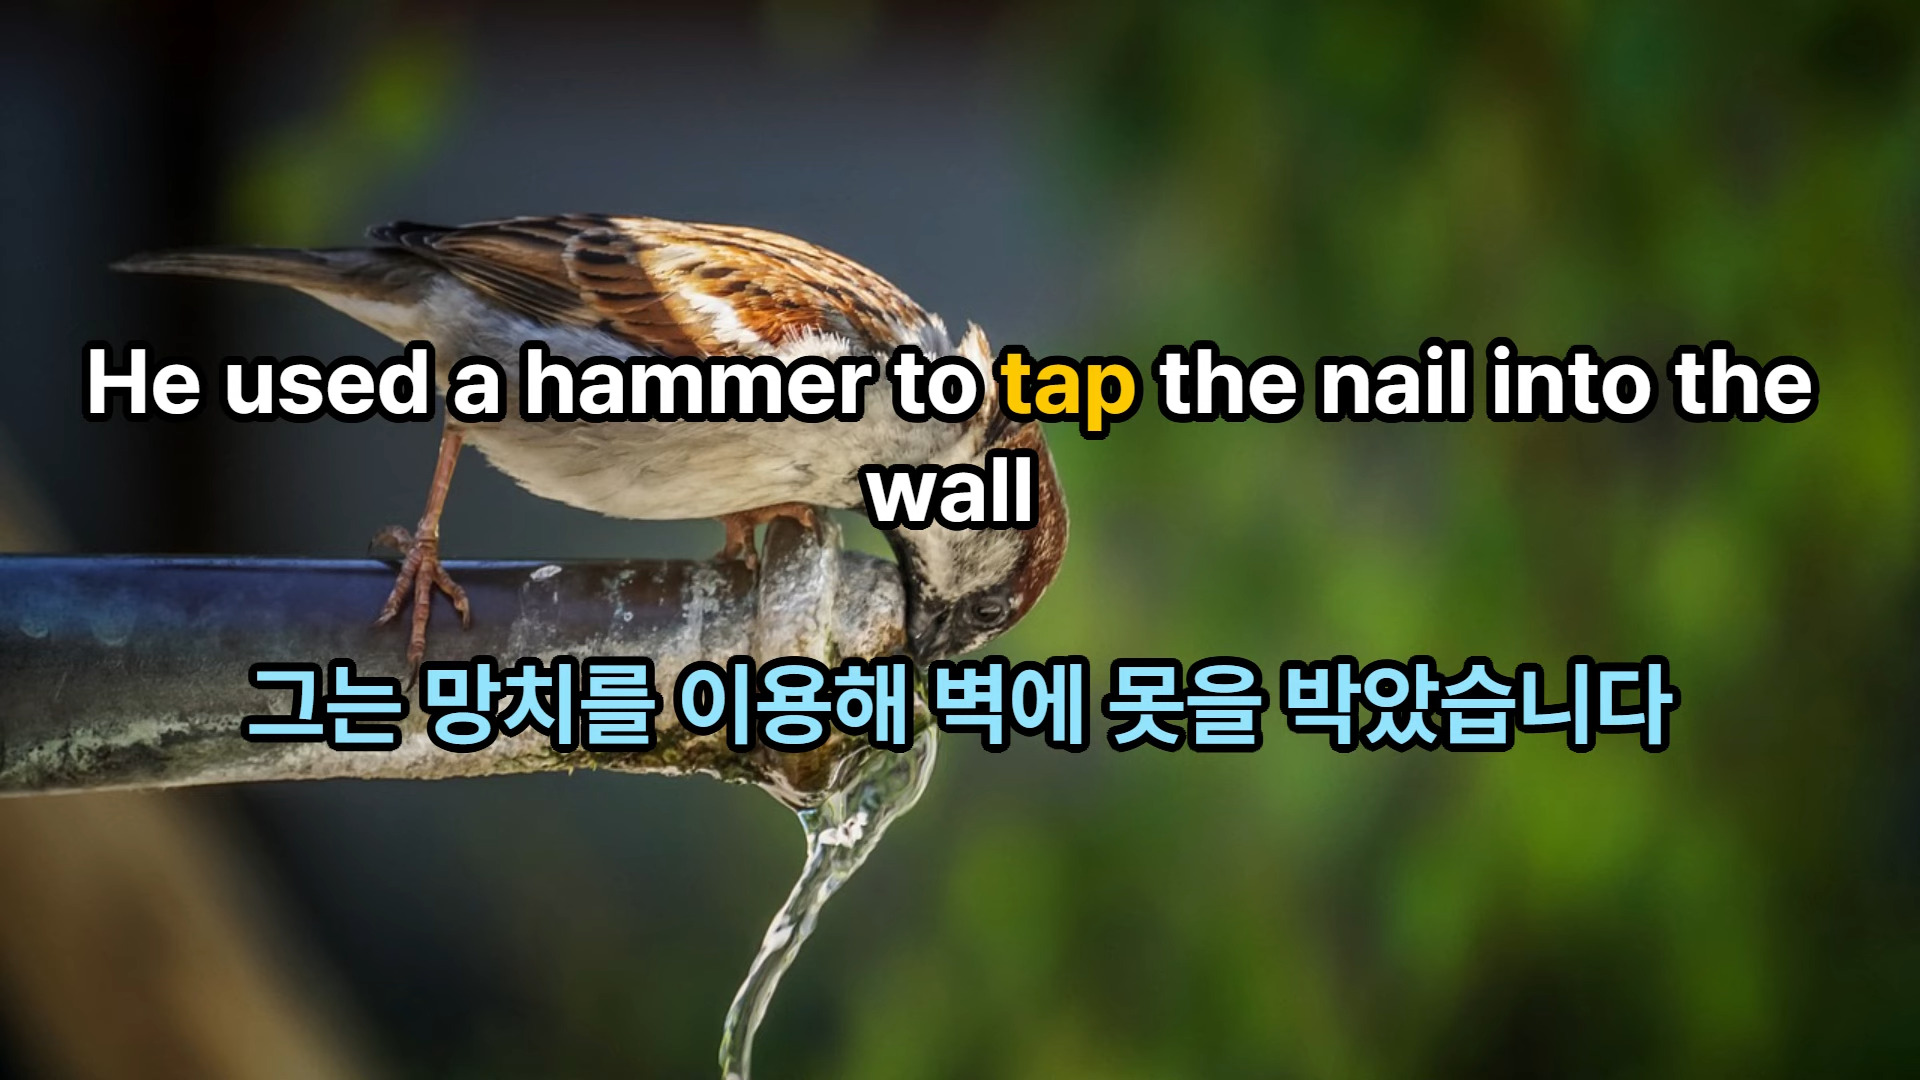 He used a hammer to tap the nail into the
wall
그는 망치를 이용해 벽에 못을 박았습니다